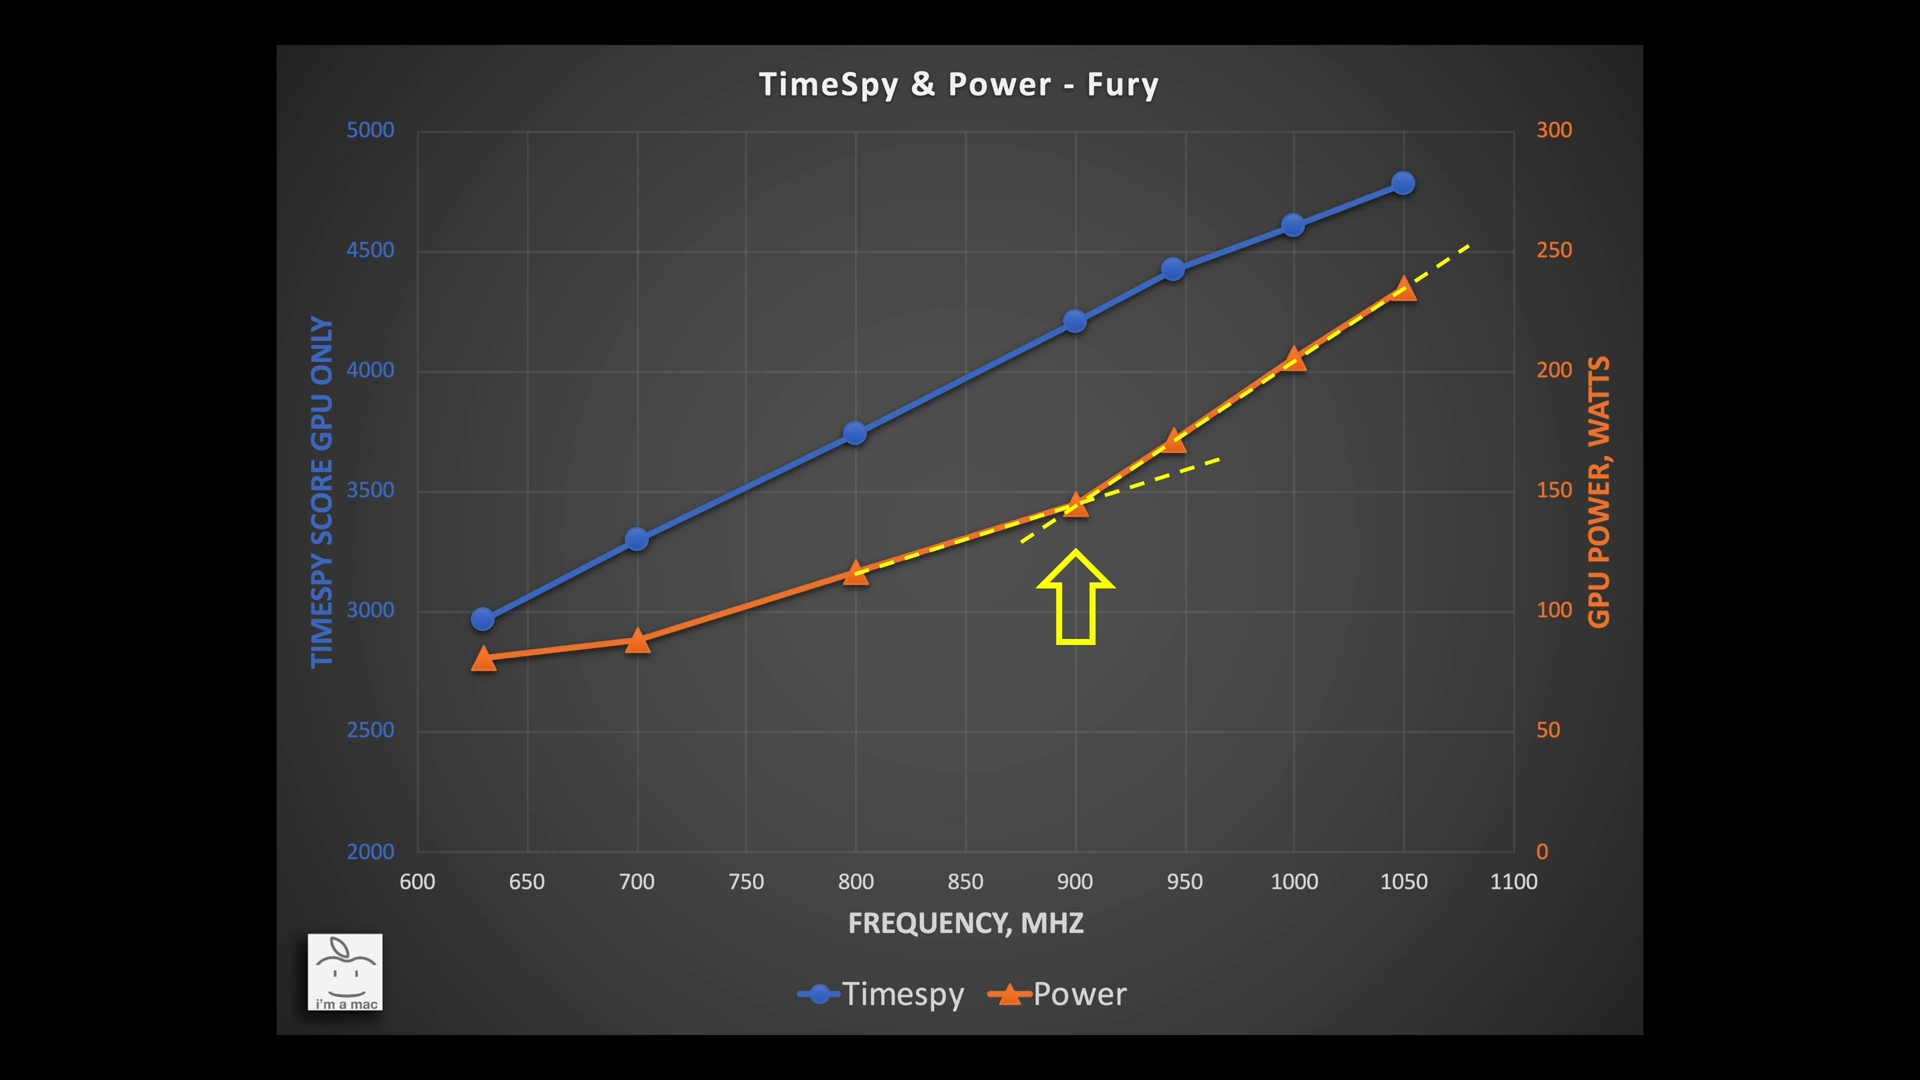 TimeSpy & Power - Fury
5000
4500
4000
3500
3000
2500
2000
TIMESPY SCORE GPU ONLY
300
250
200
150
100
50
0
GPU POWER, WATTS
600 650 700 750 800 850 900 950 1000 1050 1100
FREQUENCY, MHZ
Timespy Power
i'm a mac